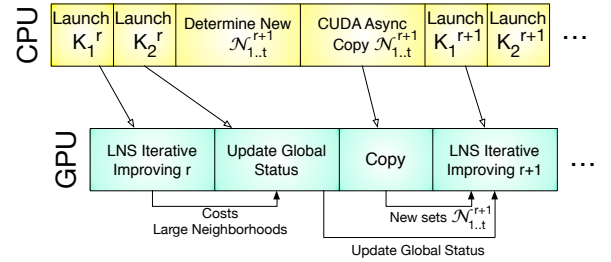 CPU
Launch
K₁ʳ
Launch
K₂ʳ
Determine New
𝒩₁..ₜʳ⁺¹
CUDA Async
Copy 𝒩₁..ₜʳ⁺¹
Launch
K₁ʳ⁺¹
Launch
K₂ʳ⁺¹
...
GPU
LNS Iterative
Improving r
Update Global
Status
Copy
LNS Iterative
Improving r+1
...
Costs
Large Neighborhoods
New sets 𝒩₁..ₜʳ⁺¹
Update Global Status